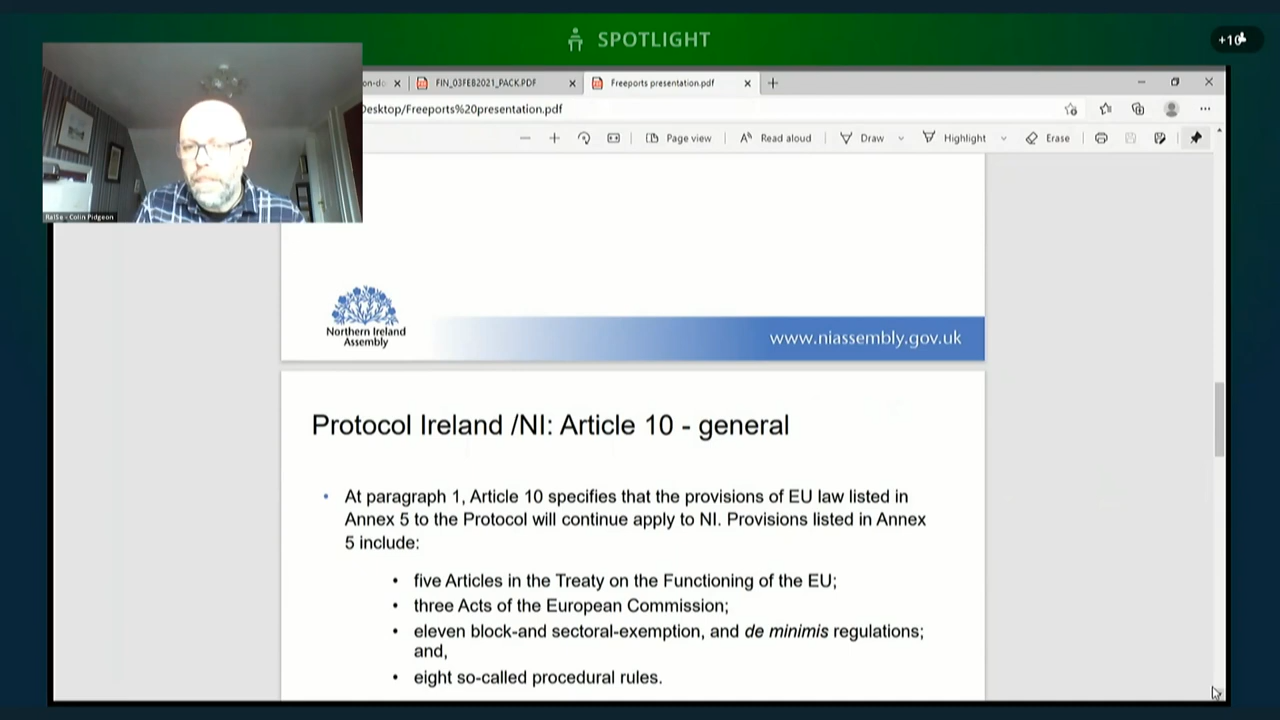 SPOTLIGHT
+10
FIN_03FEB2021_PACK.PDF
Freeports presentation.pdf
Desktop/Freeports%20presentation.pdf
Page view
Read aloud
Draw
Highlight
Erase
RaISe - Colin Pidgeon
Northern Ireland
Assembly
www.niassembly.gov.uk
Protocol Ireland /NI: Article 10 - general
• At paragraph 1, Article 10 specifies that the provisions of EU law listed in
Annex 5 to the Protocol will continue apply to NI. Provisions listed in Annex
5 include:
• five Articles in the Treaty on the Functioning of the EU;
• three Acts of the European Commission;
• eleven block-and sectoral-exemption, and de minimis regulations;
and,
• eight so-called procedural rules.